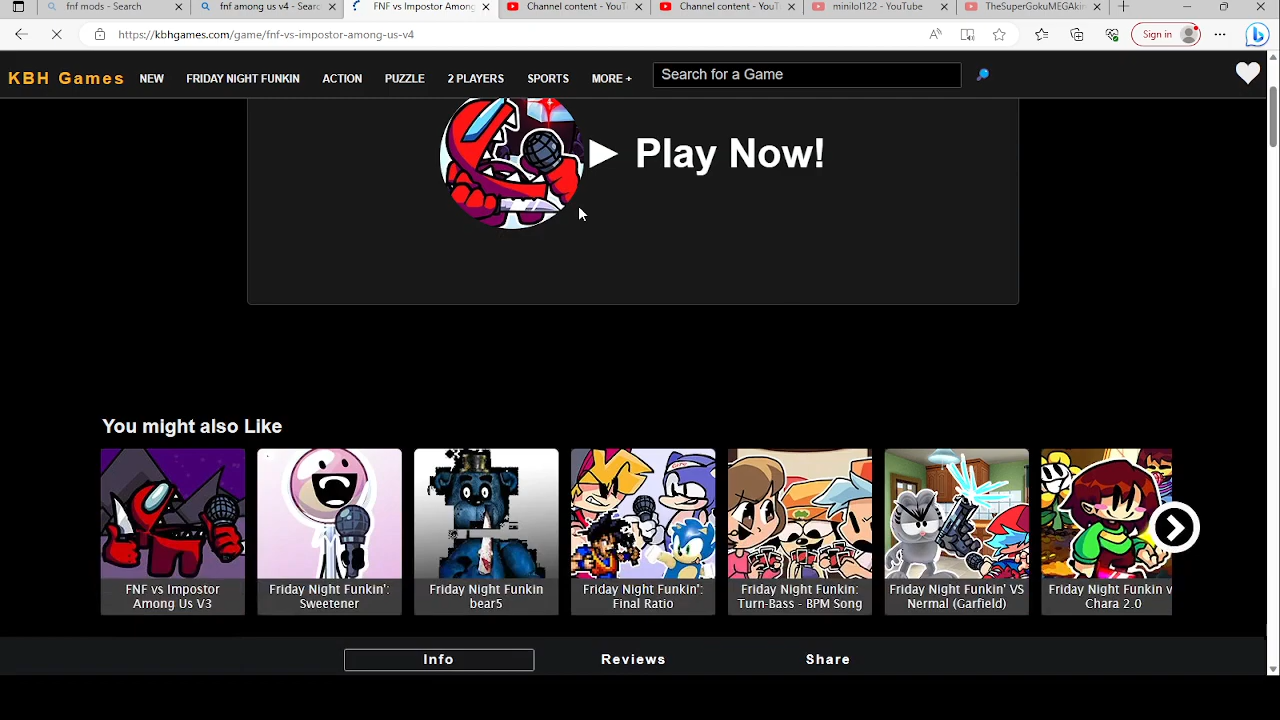 fnf mods - Search
fnf among us v4 - Searc
FNF vs Impostor Among
Channel content - YouT
Channel content - YouT
minilol122 - YouTube
TheSuperGokuMEGAkin
https://kbhgames.com/game/fnf-vs-impostor-among-us-v4
Sign in
KBH Games
NEW
FRIDAY NIGHT FUNKIN
ACTION
PUZZLE
2 PLAYERS
SPORTS
MORE +
Search for a Game
Play Now!
You might also Like
FNF vs Impostor
Among Us V3
Friday Night Funkin':
Sweetener
Friday Night Funkin
bear5
Friday Night Funkin':
Final Ratio
Friday Night Funkin:
Turn-Bass - BPM Song
Friday Night Funkin' VS
Nermal (Garfield)
Friday Night Funkin v
Chara 2.0
Info
Reviews
Share